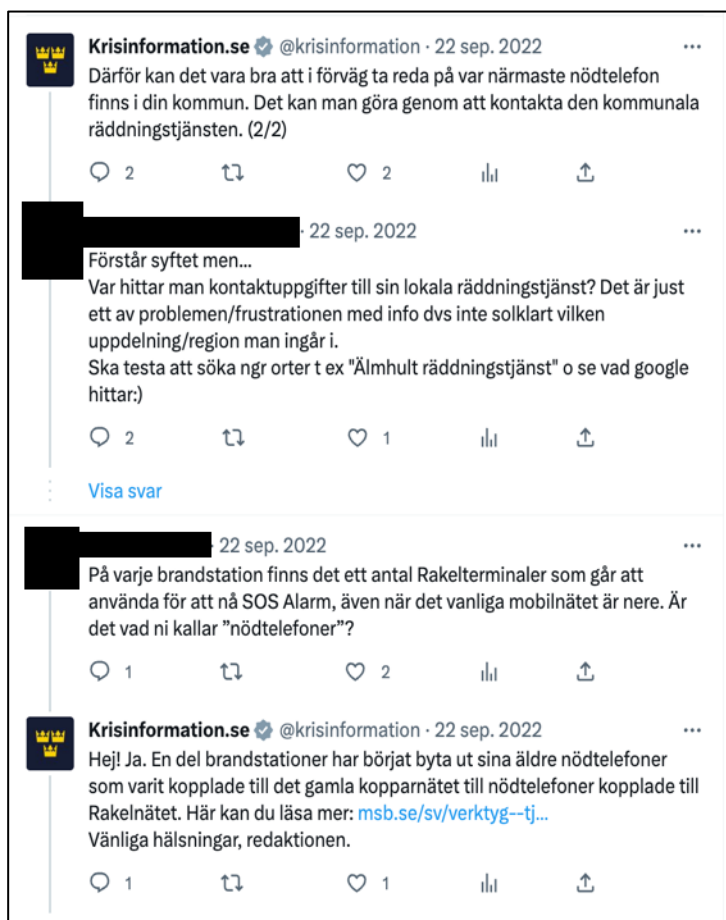 Krisinformation.se @krisinformation · 22 sep. 2022
Därför kan det vara bra att i förväg ta reda på var närmaste nödtelefon
finns i din kommun. Det kan man göra genom att kontakta den kommunala
räddningstjänsten. (2/2)
2 2
· 22 sep. 2022
Förstår syftet men...
Var hittar man kontaktuppgifter till sin lokala räddningstjänst? Det är just
ett av problemen/frustrationen med info dvs inte solklart vilken
uppdelning/region man ingår i.
Ska testa att söka ngr orter t ex "Älmhult räddningstjänst" o se vad google
hittar:)
2 1
Visa svar
22 sep. 2022
På varje brandstation finns det ett antal Rakelterminaler som går att
använda för att nå SOS Alarm, även när det vanliga mobilnätet är nere. Är
det vad ni kallar ”nödtelefoner”?
1 2
Krisinformation.se @krisinformation · 22 sep. 2022
Hej! Ja. En del brandstationer har börjat byta ut sina äldre nödtelefoner
som varit kopplade till det gamla kopparnätet till nödtelefoner kopplade till
Rakelnätet. Här kan du läsa mer: msb.se/sv/verktyg--tj...
Vänliga hälsningar, redaktionen.
1 1